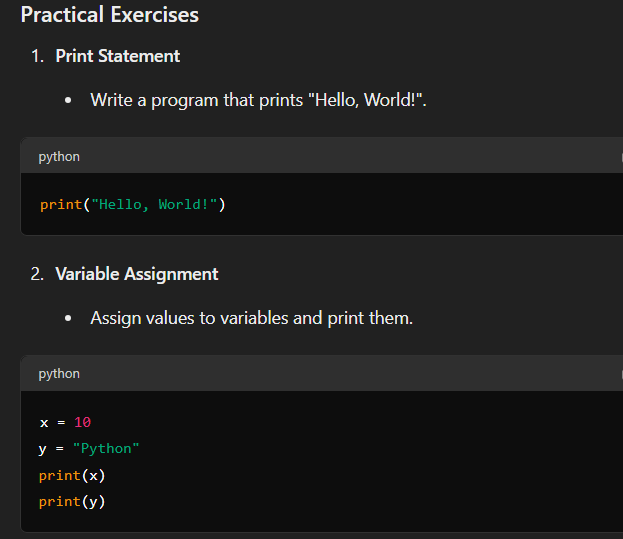 Practical Exercises
1. Print Statement
• Write a program that prints "Hello, World!".
python
print("Hello, World!")
2. Variable Assignment
• Assign values to variables and print them.
python
x = 10
y = "Python"
print(x)
print(y)